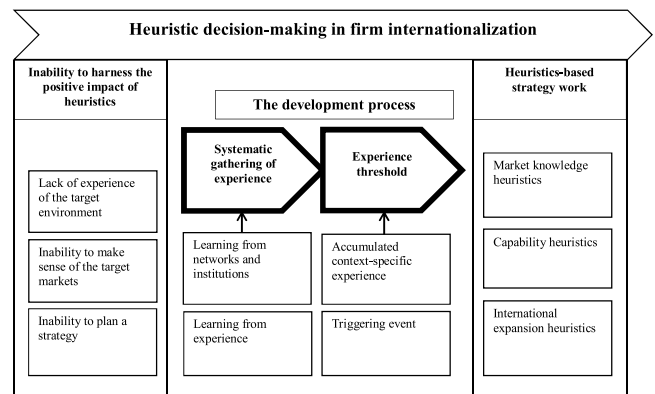 Heuristic decision-making in firm internationalization
Inability to harness the
positive impact of
heuristics
Lack of experience
of the target
environment
Inability to make
sense of the target
markets
Inability to plan a
strategy
The development process
Systematic
gathering of
experience
Experience
threshold
Learning from
networks and
institutions
Accumulated
context-specific
experience
Learning from
experience
Triggering event
Heuristics-based
strategy work
Market knowledge
heuristics
Capability heuristics
International
expansion heuristics